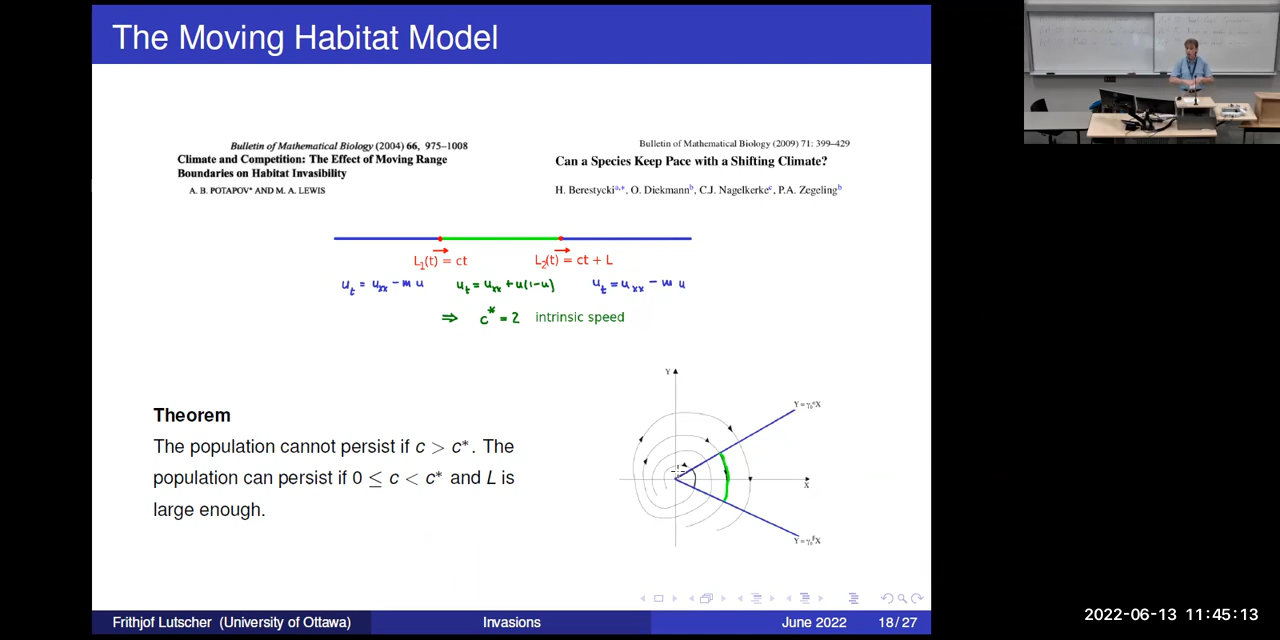 The Moving Habitat Model
Bulletin of Mathematical Biology (2004) 66, 975–1008
Climate and Competition: The Effect of Moving Range
Boundaries on Habitat Invasibility
A. B. POTAPOV* AND M. A. LEWIS
Bulletin of Mathematical Biology (2009) 71: 399–429
Can a Species Keep Pace with a Shifting Climate?
H. Berestycki^a,*, O. Diekmann^b, C.J. Nagelkerke^c, P.A. Zegeling^b
L₁(t) = ct
L₂(t) = ct + L
u_t = u_xx - m u
u_t = u_xx + u(1-u)
u_t = u_xx - m u
⇒ c* = 2 intrinsic speed
Theorem
The population cannot persist if c > c*. The
population can persist if 0 ≤ c < c* and L is
large enough.
Y
X
Frithjof Lutscher (University of Ottawa)
Invasions
June 2022
18/27
2022-06-13 11:45:13